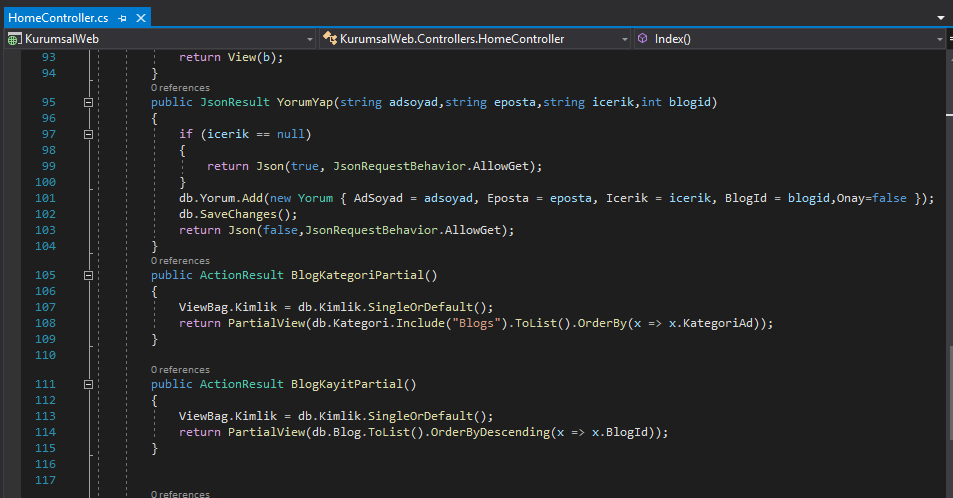 HomeController.cs
KurumsalWeb KurumsalWeb.Controllers.HomeController Index()
93 return View(b);
94 }
0 references
95 public JsonResult YorumYap(string adsoyad,string eposta,string icerik,int blogid)
96 {
97 if (icerik == null)
98 {
99 return Json(true, JsonRequestBehavior.AllowGet);
100 }
101 db.Yorum.Add(new Yorum { AdSoyad = adsoyad, Eposta = eposta, Icerik = icerik, BlogId = blogid,Onay=false });
102 db.SaveChanges();
103 return Json(false,JsonRequestBehavior.AllowGet);
104 }
0 references
105 public ActionResult BlogKategoriPartial()
106 {
107 ViewBag.Kimlik = db.Kimlik.SingleOrDefault();
108 return PartialView(db.Kategori.Include("Blogs").ToList().OrderBy(x => x.KategoriAd));
109 }
110
0 references
111 public ActionResult BlogKayitPartial()
112 {
113 ViewBag.Kimlik = db.Kimlik.SingleOrDefault();
114 return PartialView(db.Blog.ToList().OrderByDescending(x => x.BlogId));
115 }
116
117
0 references